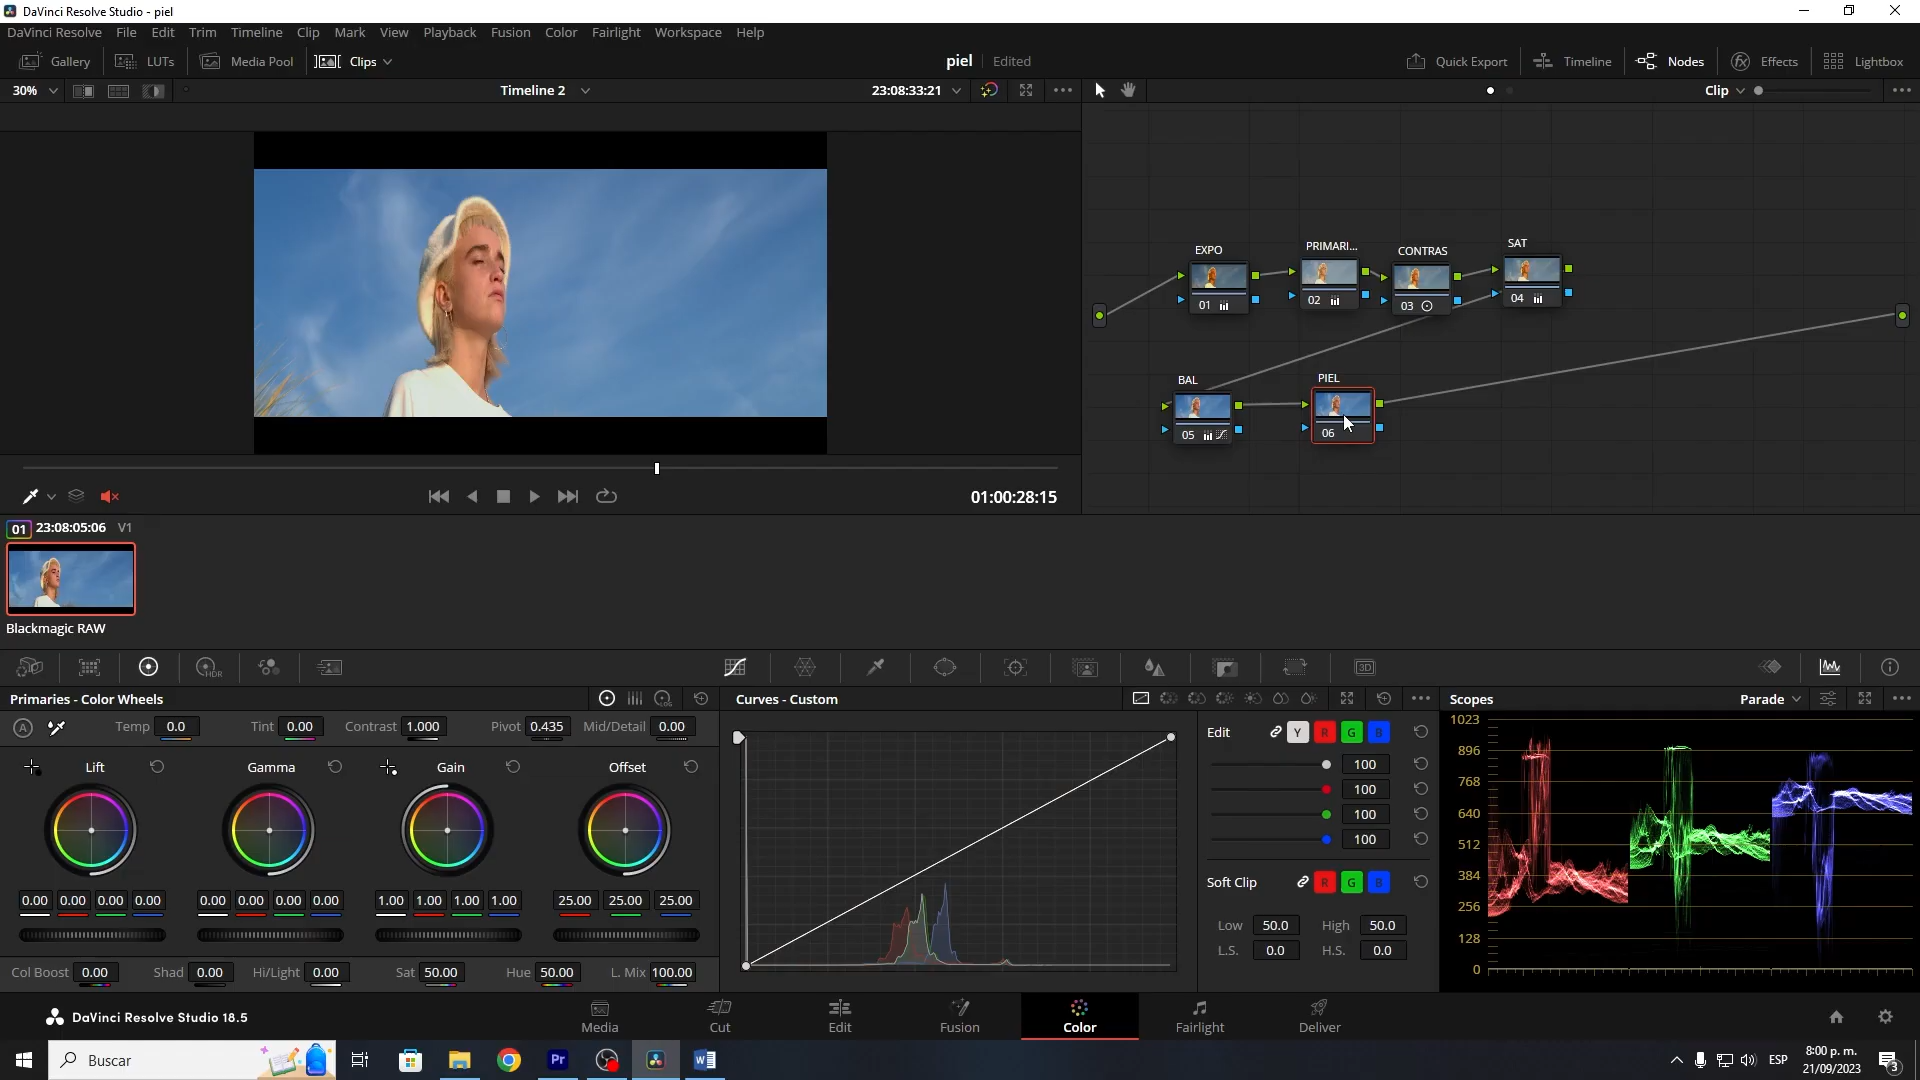 DaVinci Resolve Studio - piel
DaVinci Resolve File Edit Trim Timeline Clip Mark View Playback Fusion Color Fairlight Workspace Help
Gallery LUTs Media Pool Clips piel Edited Quick Export Timeline Nodes Effects Lightbox
30% Timeline 2 23:08:33:21 Clip
EXPO PRIMARI... CONTRAS SAT
01 02 03 04
BAL PIEL
05 06
01:00:28:15
01 23:08:05:06 V1
Blackmagic RAW
Primaries - Color Wheels Curves - Custom Scopes Parade
Temp 0.0 Tint 0.00 Contrast 1.000 Pivot 0.435 Mid/Detail 0.00
Lift Gamma Gain Offset
0.00 0.00 0.00 0.00 0.00 0.00 0.00 0.00 1.00 1.00 1.00 1.00 25.00 25.00 25.00
Col Boost 0.00 Shad 0.00 Hi/Light 0.00 Sat 50.00 Hue 50.00 L. Mix 100.00
Edit Y R G B
100
100
100
100
Soft Clip R G B
Low 50.0 High 50.0
L.S. 0.0 H.S. 0.0
1023
896
768
640
512
384
256
128
0
DaVinci Resolve Studio 18.5
Media Cut Edit Fusion Color Fairlight Deliver
Buscar
ESP
8:00 p. m.
21/09/2023
3